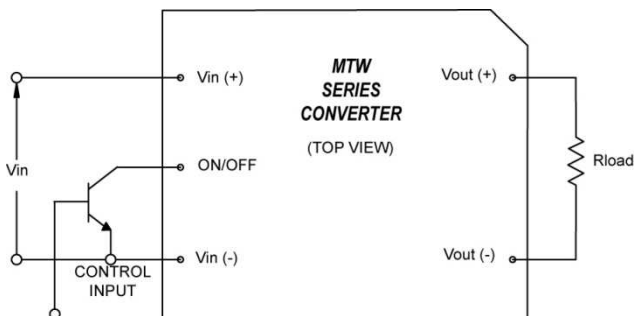 MTW
SERIES
CONVERTER
(TOP VIEW)
Vin (+)
Vout (+)
Vin
ON/OFF
Rload
Vin (-)
Vout (-)
CONTROL
INPUT